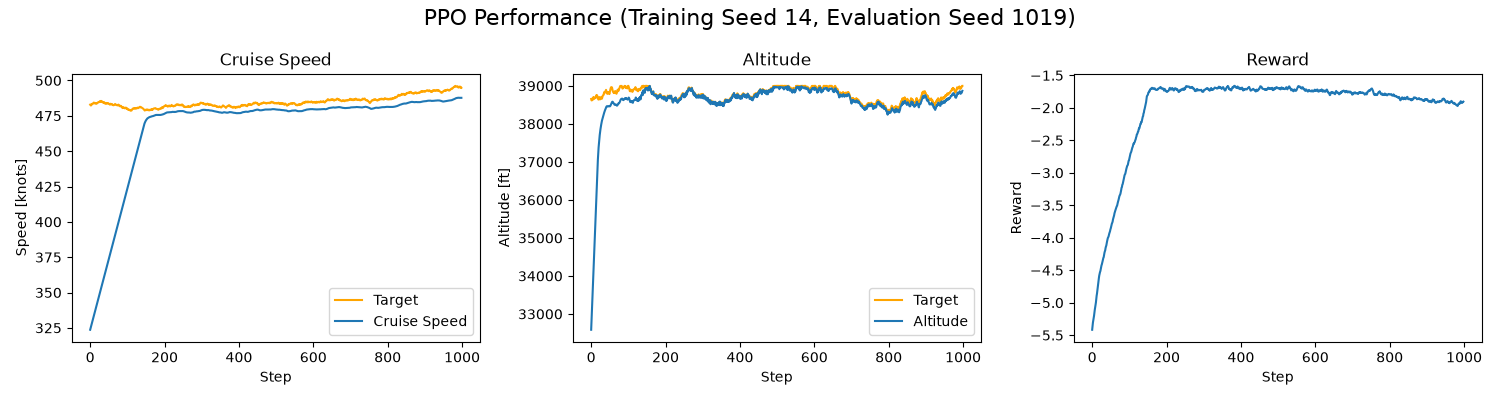 PPO Performance (Training Seed 14, Evaluation Seed 1019)
Cruise Speed
Speed [knots]
500
475
450
425
400
375
350
325
0 200 400 600 800 1000
Step
Target
Cruise Speed
Altitude
Altitude [ft]
39000
38000
37000
36000
35000
34000
33000
0 200 400 600 800 1000
Step
Target
Altitude
Reward
Reward
−1.5
−2.0
−2.5
−3.0
−3.5
−4.0
−4.5
−5.0
−5.5
0 200 400 600 800 1000
Step